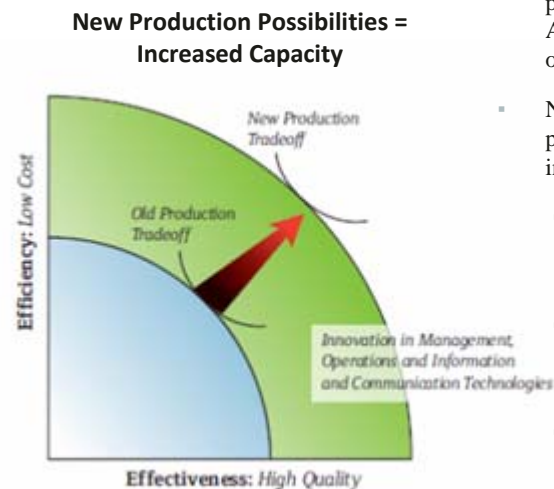 New Production Possibilities =
Increased Capacity
New Production
Tradeoff
Old Production
Tradeoff
Efficiency: Low Cost
Innovation in Management,
Operations and Information
and Communication Technologies
Effectiveness: High Quality